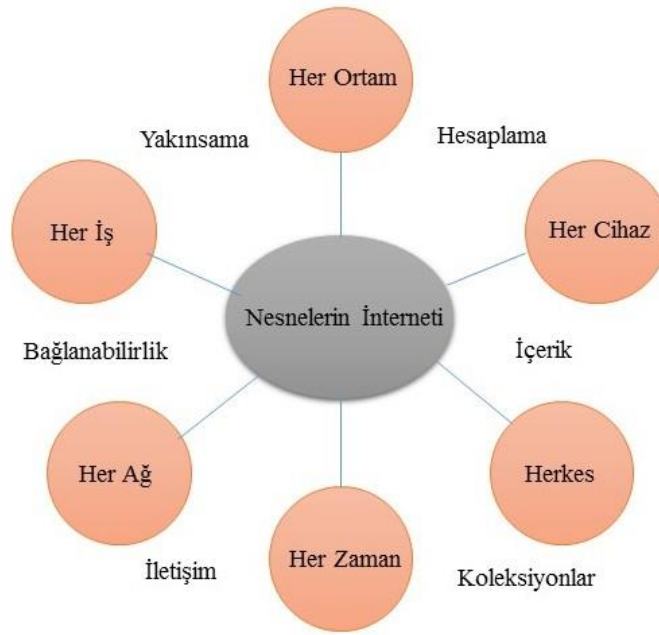 Her Ortam
Yakınsama
Hesaplama
Her İş
Her Cihaz
Nesnelerin İnterneti
Bağlanabilirlik
İçerik
Her Ağ
Herkes
Her Zaman
İletişim
Koleksiyonlar